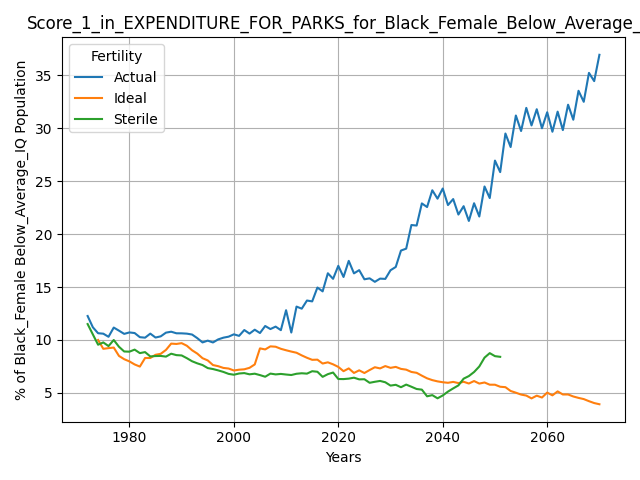 Score_1_in_EXPENDITURE_FOR_PARKS_for_Black_Female_Below_Average_
Fertility
Actual
Ideal
Sterile
% of Black_Female Below_Average_IQ Population
35
30
25
20
15
10
5
1980 2000 2020 2040 2060
Years